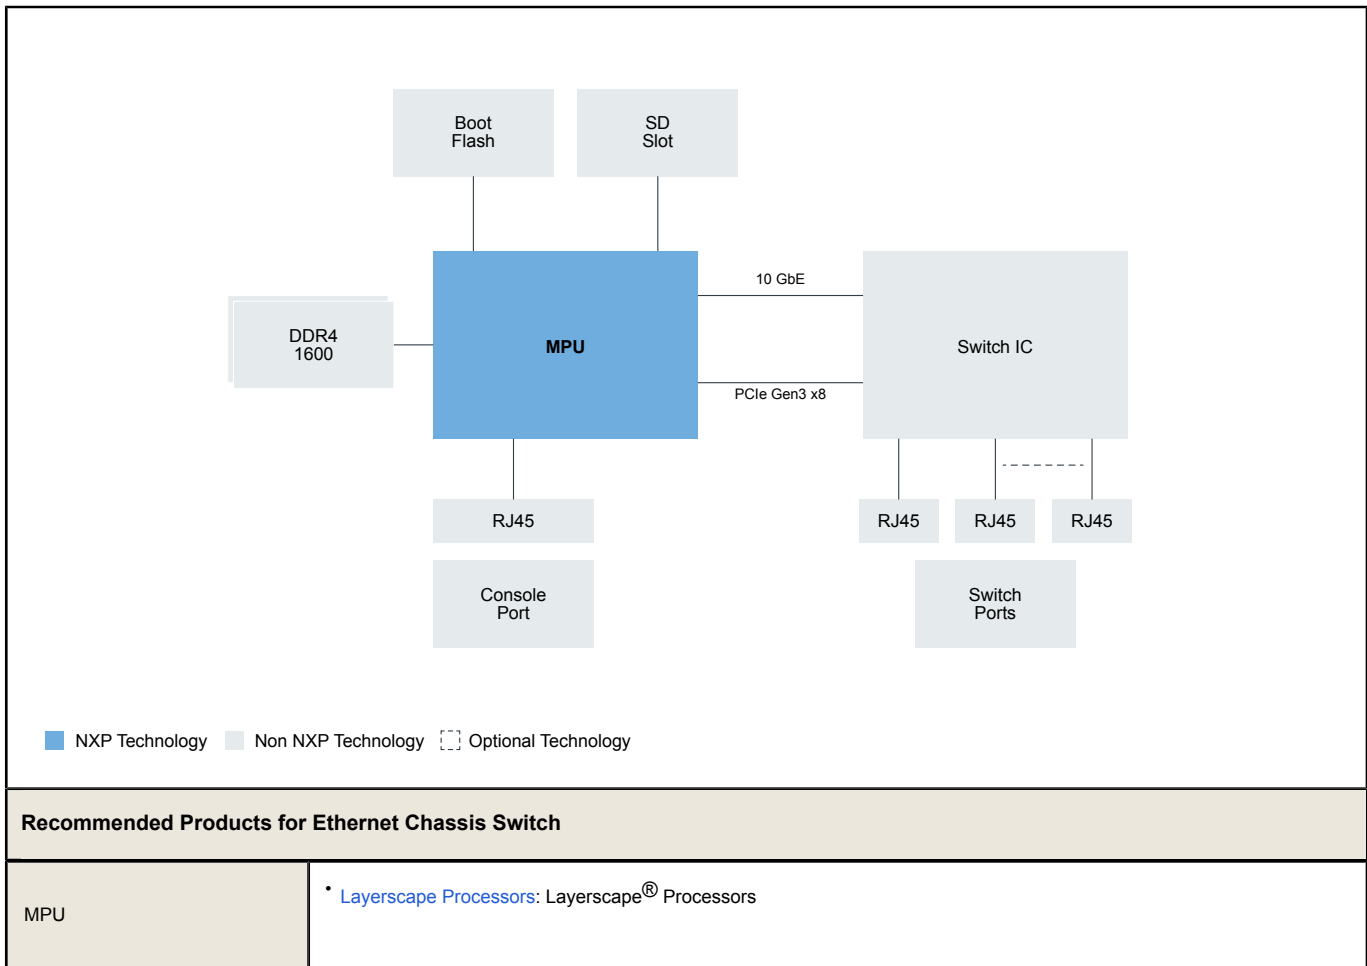 Boot
Flash
SD
Slot
10 GbE
DDR4
1600
MPU
Switch IC
PCIe Gen3 x8
RJ45
RJ45
RJ45
RJ45
Console
Port
Switch
Ports
NXP Technology
Non NXP Technology
Optional Technology
Recommended Products for Ethernet Chassis Switch
MPU
• Layerscape Processors: Layerscape® Processors